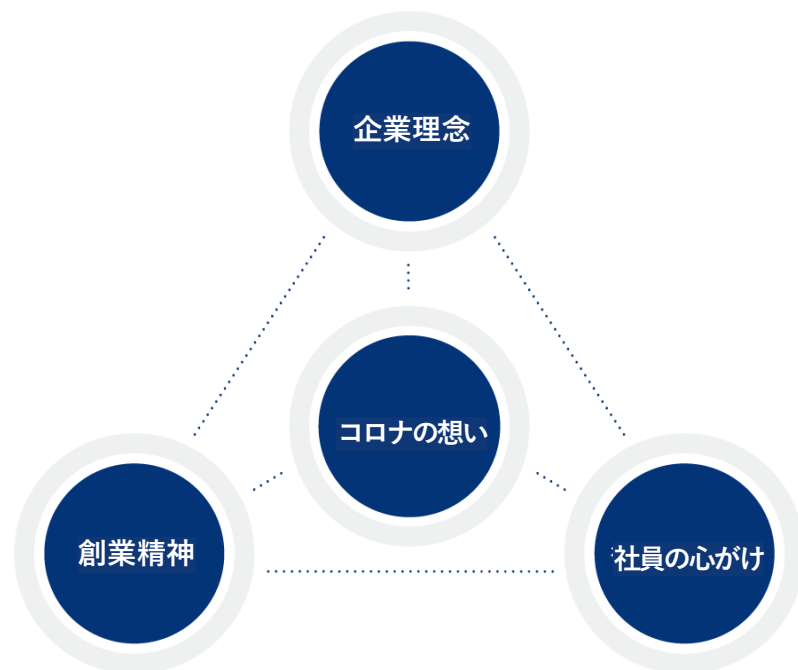 企業理念
コロナの想い
創業精神
社員の心がけ